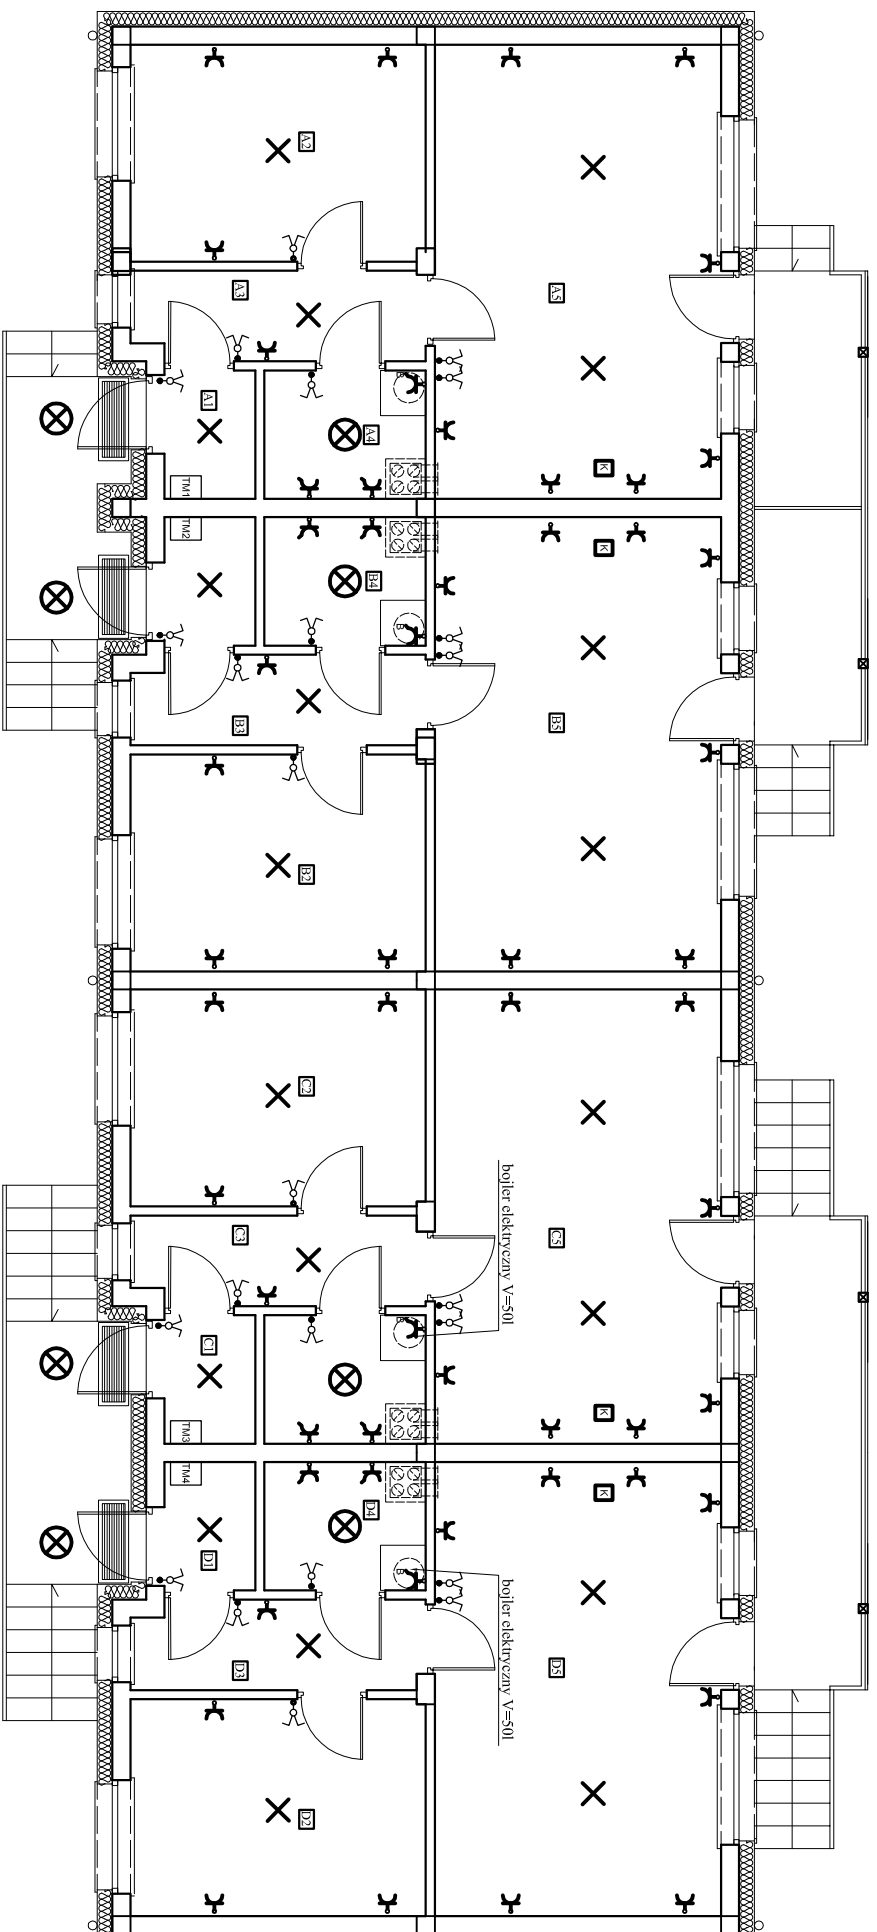 A2
A3
A5
A1
A4
K
TM1
TM2
K
B4
B
B3
B5
B2
C2
bojler elektryczny V=50l
C3
C5
C1
B
K
TM3
TM4
K
D4
D1
B
bojler elektryczny V=50l
D3
D5
D2